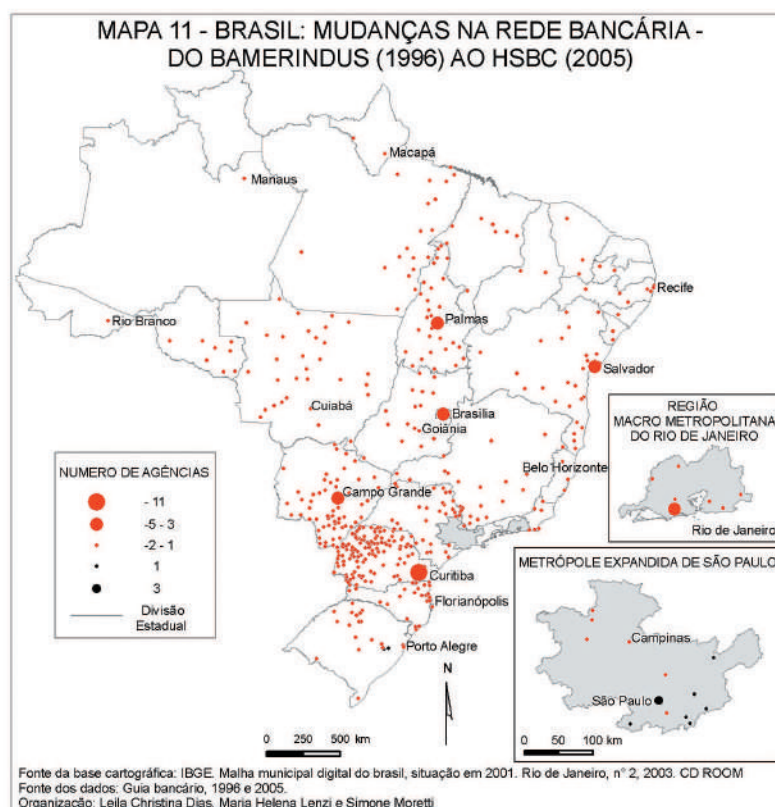 MAPA 11 - BRASIL: MUDANÇAS NA REDE BANCÁRIA -
DO BAMERINDUS (1996) AO HSBC (2005)
Macapá
Manaus
Recife
Rio Branco
Palmas
Salvador
Cuiabá
Brasília
Goiânia
Belo Horizonte
Campo Grande
Curitiba
Florianópolis
Porto Alegre
NUMERO DE AGÊNCIAS
- 11
-5 - 3
-2 - 1
1
3
Divisão
Estadual
REGIÃO
MACRO METROPOLITANA
DO RIO DE JANEIRO
Rio de Janeiro
METRÓPOLE EXPANDIDA DE SÃO PAULO
Campinas
São Paulo
0 50 100 km
N
0 250 500 km
Fonte da base cartográfica: IBGE. Malha municipal digital do brasil, situação em 2001. Rio de Janeiro, n° 2, 2003. CD ROOM
Fonte dos dados: Guia bancário, 1996 e 2005.
Organização: Leila Christina Dias, Maria Helena Lenzi e Simone Moretti